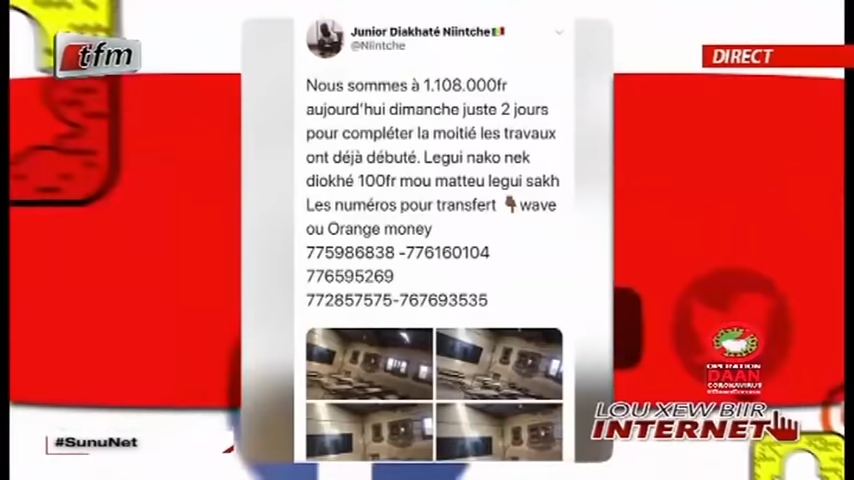 tfm
DIRECT
Junior Diakhaté Niintche
@Niintche
Nous sommes à 1.108.000fr
aujourd'hui dimanche juste 2 jours
pour compléter la moitié les travaux
ont déjà débuté. Legui nako nek
diokhé 100fr mou matteu legui sakh
Les numéros pour transfert 👇🏾wave
ou Orange money
775986838 -776160104
776595269
772857575-767693535
OPERATION
DAAN
CORONAVIRUS
LOU XEW BIIR
INTERNET
#SunuNet